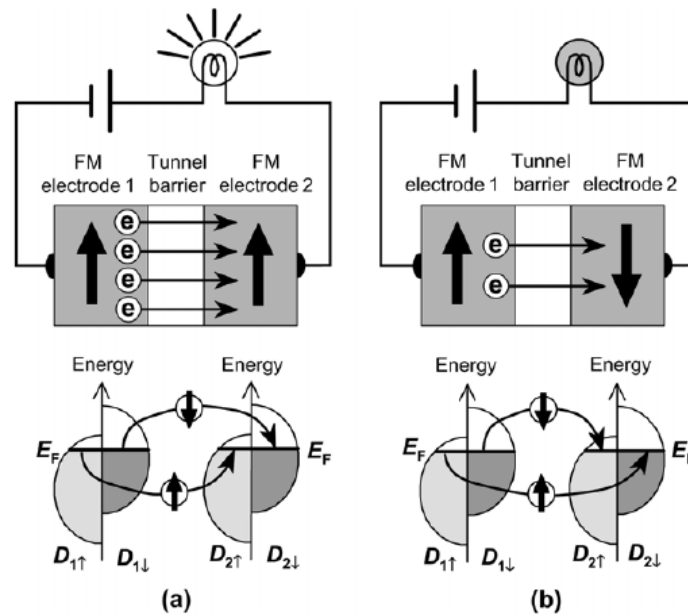 FM
electrode 1
Tunnel
barrier
FM
electrode 2
e
e
e
e
Energy
Energy
E_F
E_F
D_1↑
D_1↓
D_2↑
D_2↓
(a)
FM
electrode 1
Tunnel
barrier
FM
electrode 2
e
e
Energy
Energy
E_F
D_1↑
D_1↓
D_2↑
D_2↓
(b)